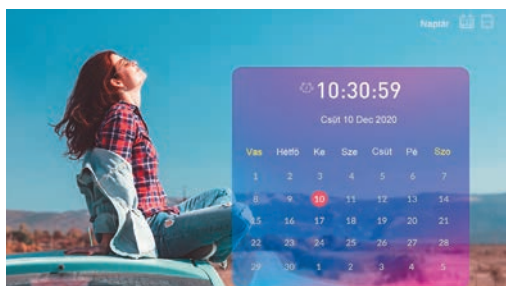 Naptár
10:30:59
Csüt 10 Dec 2020
Vas Hétfő Ke Sze Csüt Pé Szo
1 2 3 4 5 6 7
8 9 10 11 12 13 14
15 16 17 18 19 20 21
22 23 24 25 26 27 28
29 30 1 2 3 4 5